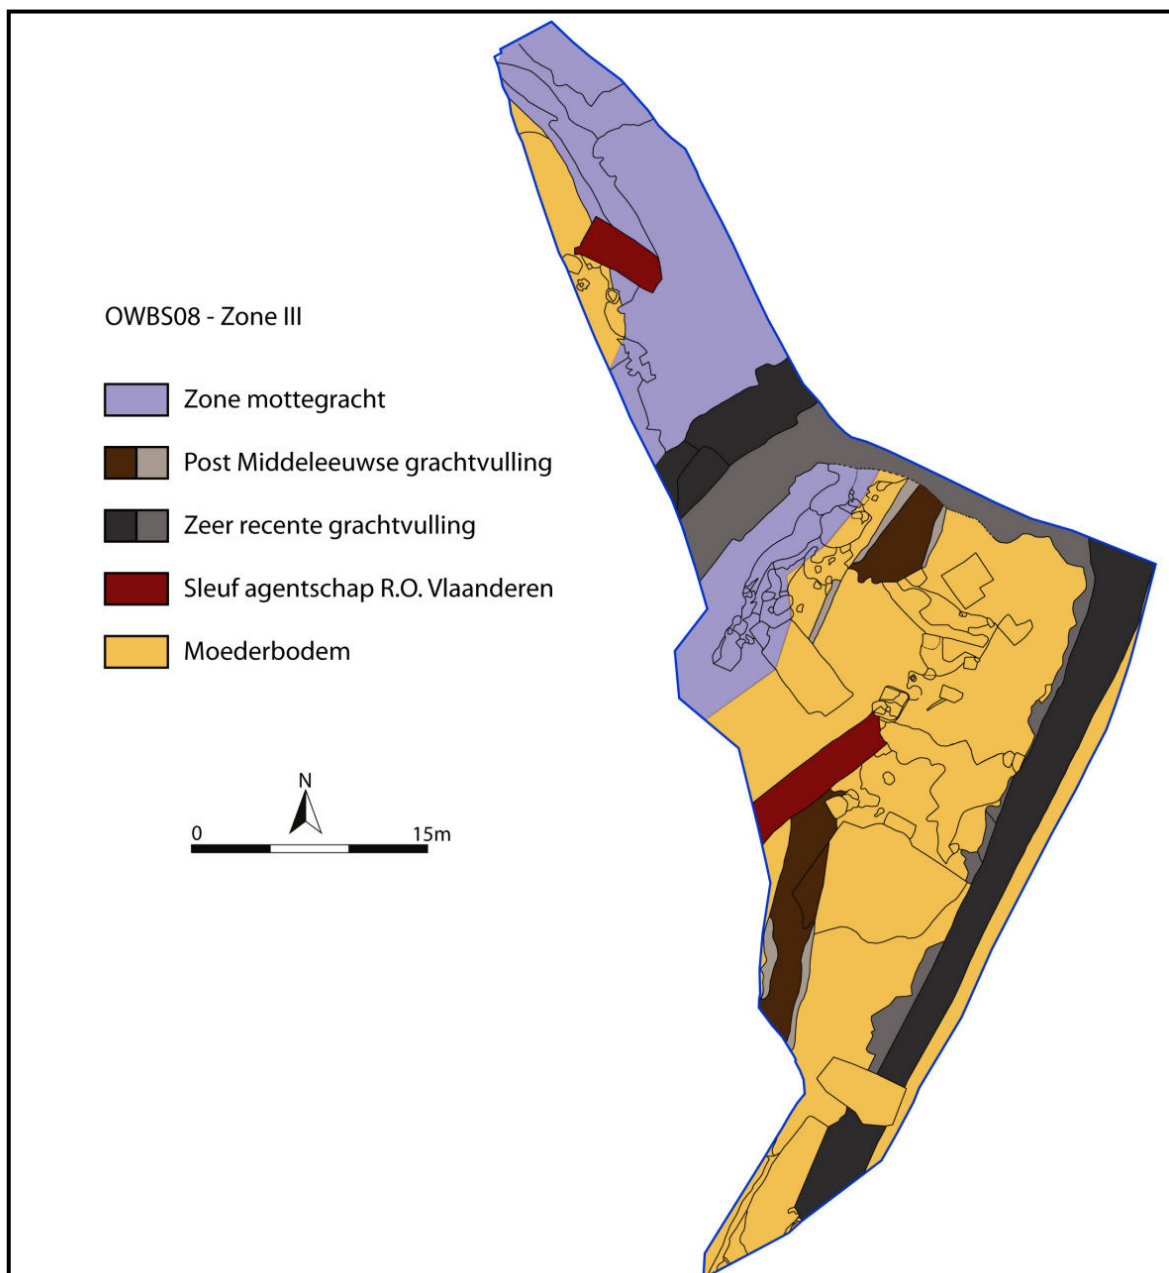 OWBS08 - Zone III
Zone mottegracht
Post Middeleeuwse grachtvulling
Zeer recente grachtvulling
Sleuf agentschap R.O. Vlaanderen
Moederbodem
N
0 15m